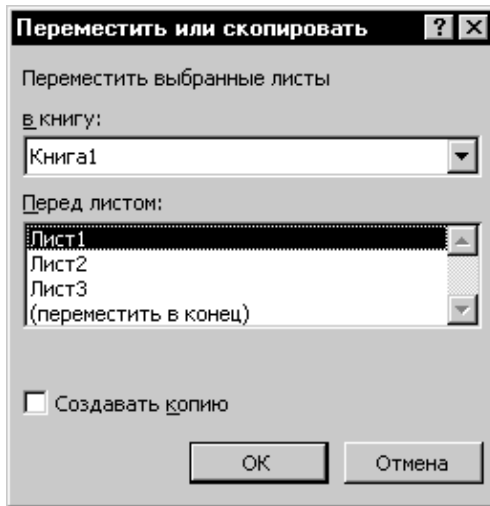 Переместить или скопировать ? ×
Переместить выбранные листы
в книгу:
Книга1
Перед листом:
Лист1
Лист2
Лист3
(переместить в конец)
Создавать копию
ОК Отмена